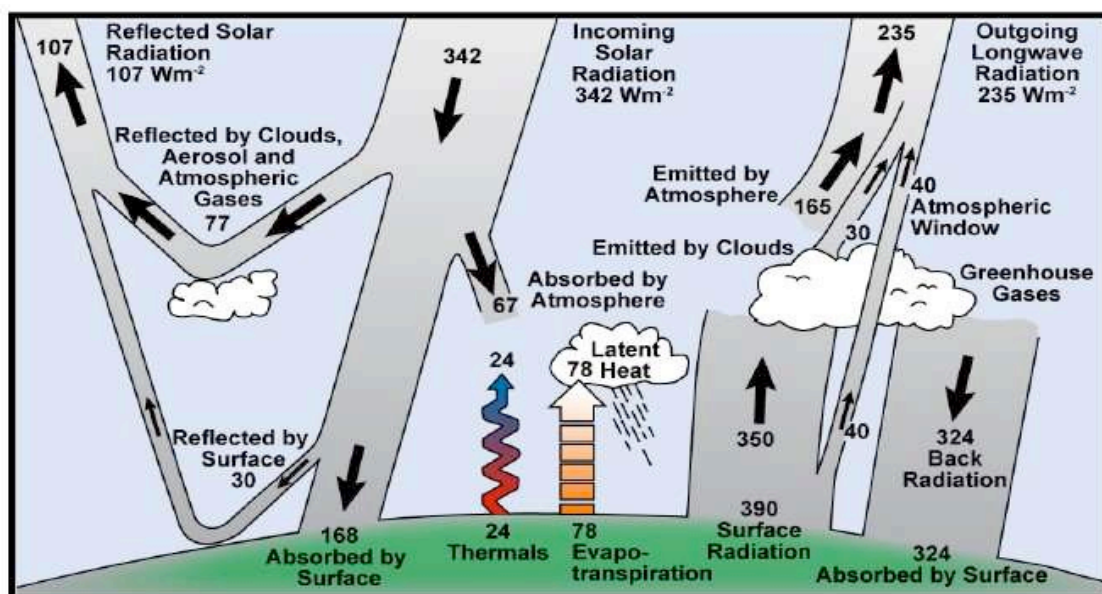 107
Reflected Solar
Radiation
107 Wm-2
342
Incoming
Solar
Radiation
342 Wm-2
235
Outgoing
Longwave
Radiation
235 Wm-2
Reflected by Clouds,
Aerosol and
Atmospheric
Gases
77
Emitted by
Atmosphere
165
40
Atmospheric
Window
30
Emitted by Clouds
Greenhouse
Gases
Absorbed by
Atmosphere
67
24
Latent
Heat
78
Reflected by
Surface
30
350
40
324
Back
Radiation
390
Surface
Radiation
168
Absorbed by
Surface
24
Thermals
78
Evapo-
transpiration
324
Absorbed by Surface